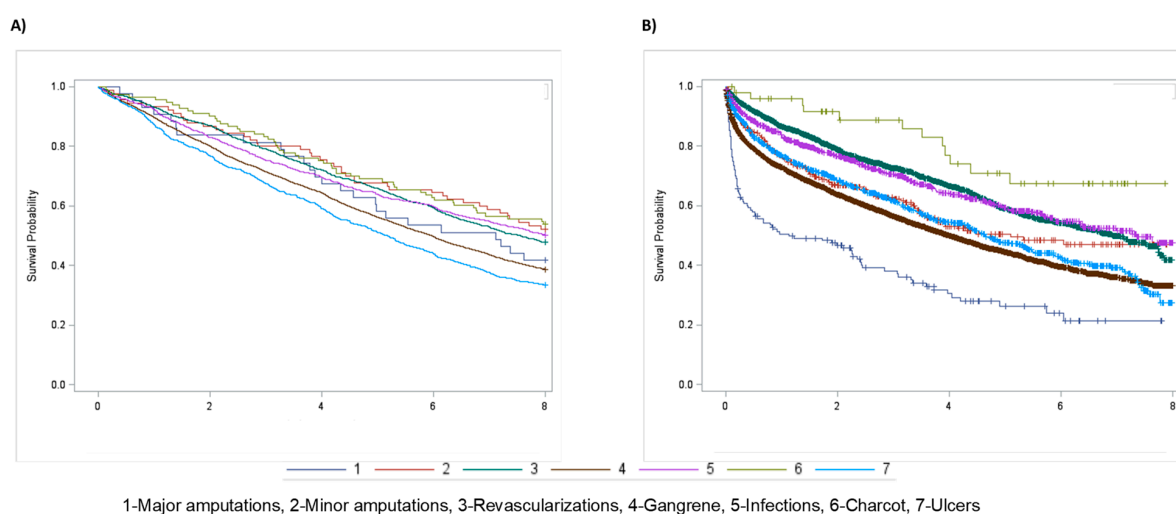 A)
B)
Survival Probability
1.0
0.8
0.6
0.4
0.2
0.0
0 2 4 6 8
Survival Probability
1.0
0.8
0.6
0.4
0.2
0.0
0 2 4 6 8
1 2 3 4 5 6 7
1-Major amputations, 2-Minor amputations, 3-Revascularizations, 4-Gangrene, 5-Infections, 6-Charcot, 7-Ulcers